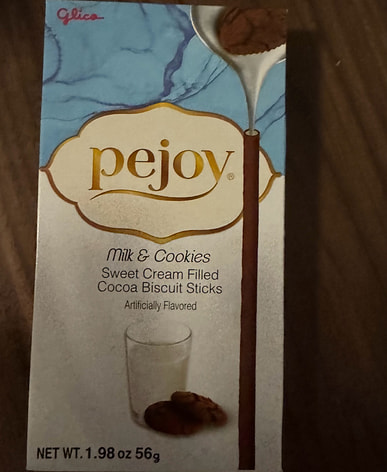 Glico
pejoy®
Milk & Cookies
Sweet Cream Filled
Cocoa Biscuit Sticks
Artificially Flavored
NET WT. 1.98 oz 56g